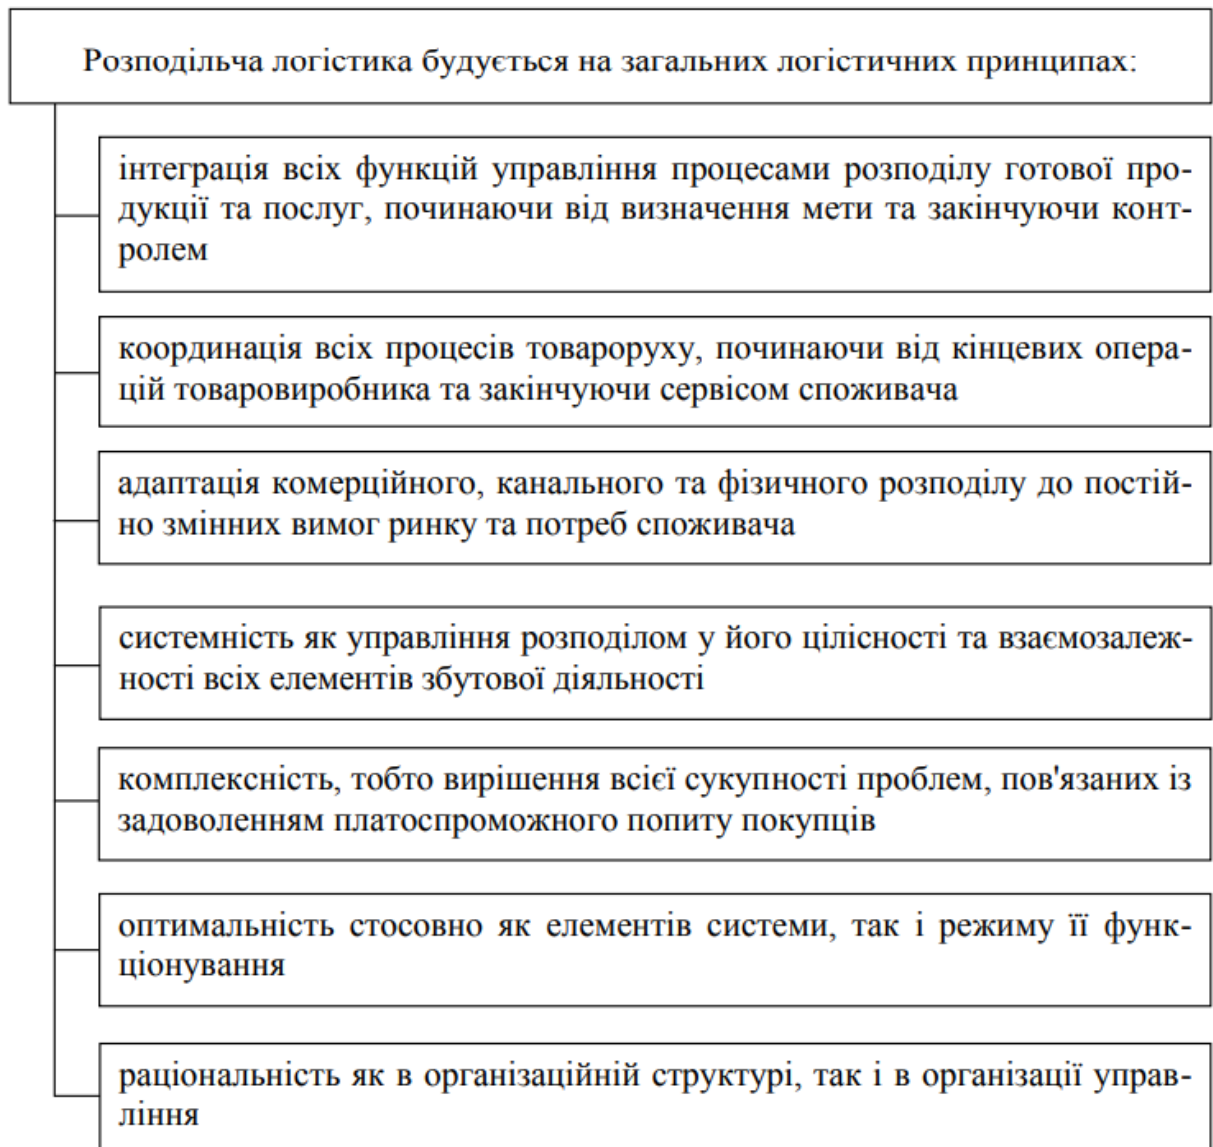 Розподільча логістика будується на загальних логістичних принципах:
інтеграція всіх функцій управління процесами розподілу готової про-
дукції та послуг, починаючи від визначення мети та закінчуючи конт-
ролем
координація всіх процесів товароруху, починаючи від кінцевих опера-
цій товаровиробника та закінчуючи сервісом споживача
адаптація комерційного, канального та фізичного розподілу до постій-
но змінних вимог ринку та потреб споживача
системність як управління розподілом у його цілісності та взаємозалеж-
ності всіх елементів збутової діяльності
комплексність, тобто вирішення всієї сукупності проблем, пов'язаних із
задоволенням платоспроможного попиту покупців
оптимальність стосовно як елементів системи, так і режиму її функ-
ціонування
раціональність як в організаційній структурі, так і в організації управ-
ління